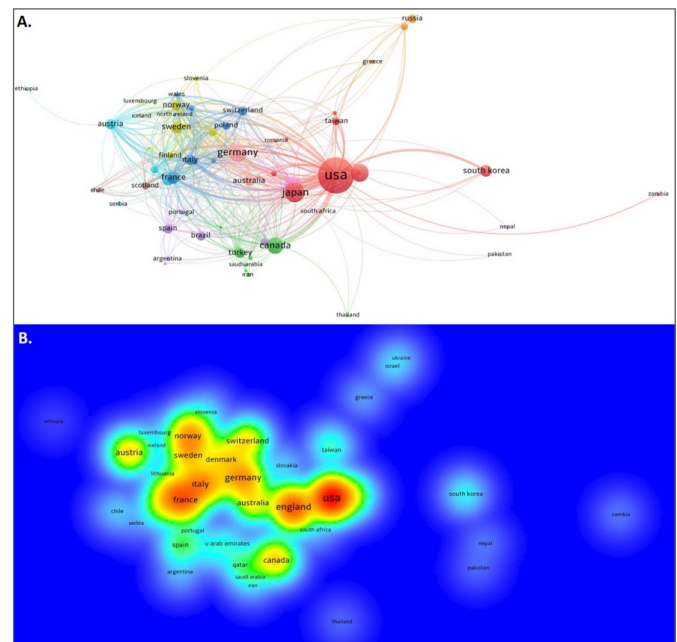 A.
russia
greece
ethippia
slovenia
wales
luxembourg
norway
switzerland
iceland
north ireland
austria
sweden
poland
taiwan
romania
finland
germany
italy
usa
south korea
france
australia
chile
scotland
japan
zambia
serbia
portugal
south africa
spain
nepal
brazil
canada
turkey
pakistan
argentina
saudi arabia
iran
thailand
B.
ukraine
israel
greece
slovenia
ethiopia
luxembourg
norway
switzerland
iceland
austria
sweden
denmark
slovakia
taiwan
lithuania
italy
germany
south korea
france
australia
usa
chile
england
zambia
serbia
portugal
south africa
spain
u arab emirates
nepal
canada
qatar
pakistan
argentina
saudi arabia
iran
thailand